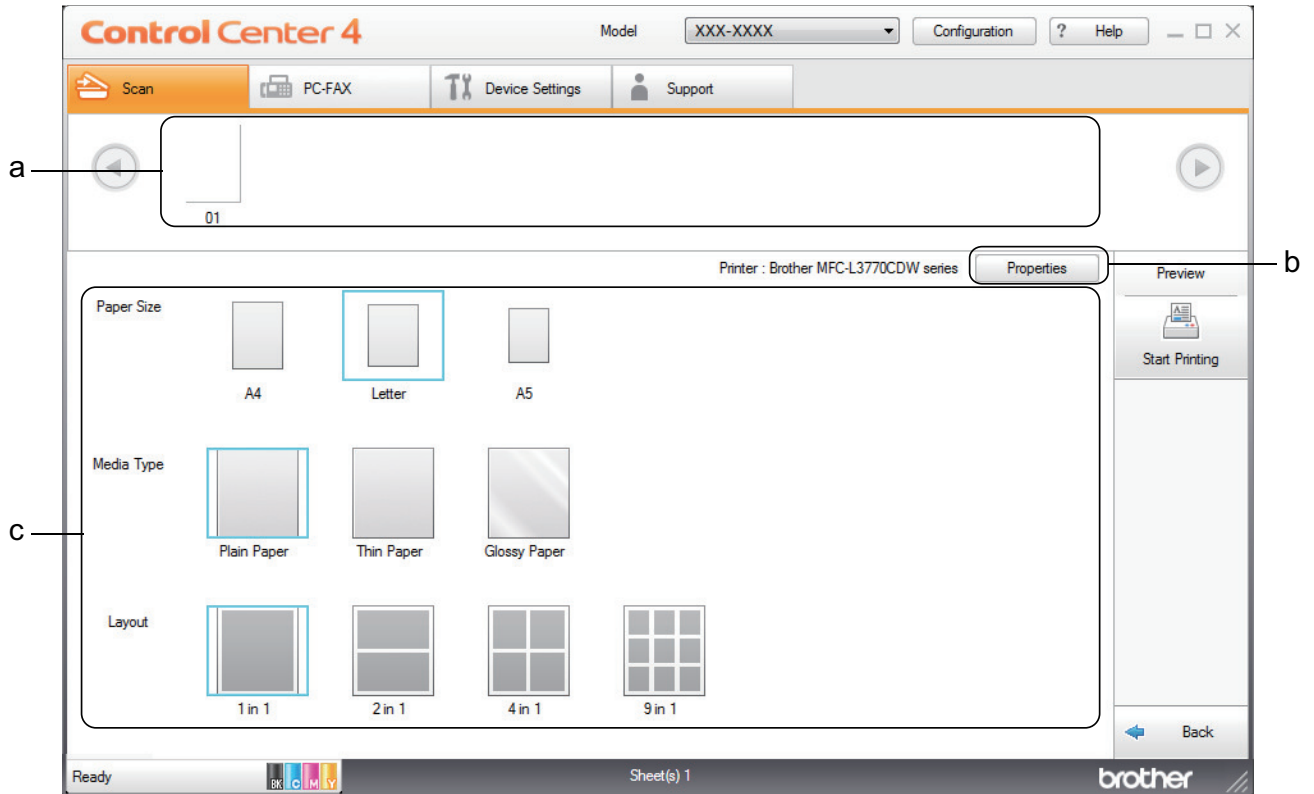 Control Center 4 Model XXX-XXXX Configuration ? Help
Scan PC-FAX Device Settings Support
a
01
Printer : Brother MFC-L3770CDW series Properties b
Preview
Paper Size
Start Printing
A4 Letter A5
Media Type
c
Plain Paper Thin Paper Glossy Paper
Layout
1 in 1 2 in 1 4 in 1 9 in 1
Back
Ready BK C M Y Sheet(s) 1 brother